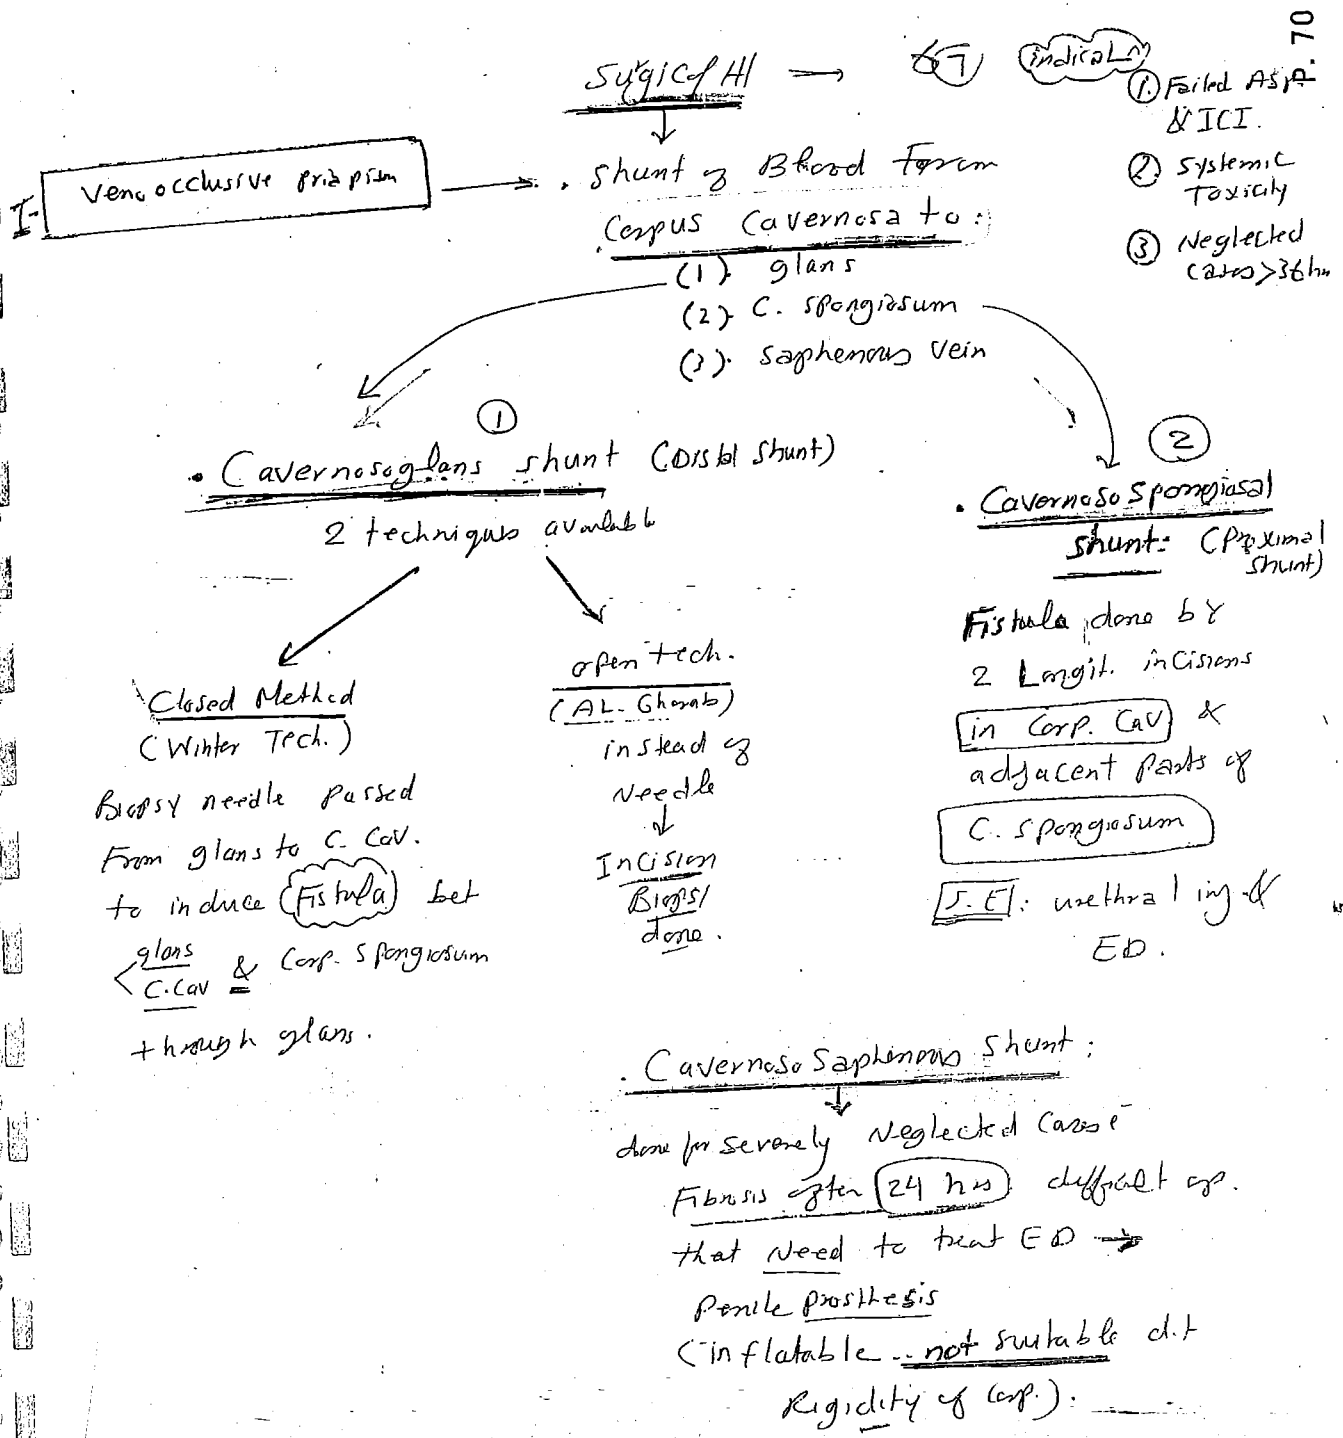 P. 70
Surgical ttt → (indicatn)
① Failed Asp.
& ICI.
② Systemic
Toxicity
③ Neglected
cases >36 hrs
I- Venoocclusive priapism → . Shunt of Blood from
Corpus Cavernosa to:
(1). glans
(2). C. spongiosum
(3). saphenous vein
①
. Cavernosoglans shunt (Distal shunt)
2 techniques available
Closed Method
(Winter Tech.)
Biopsy needle passed
From glans to C. Cav.
to induce (Fistula) bet
glans
C.Cav & Corp. Spongiosum
through glans.
open tech.
(AL-Ghorab)
instead of
Needle
↓
Incision
Biopsy
done.
②
. Cavernoso Spongiosal
shunt: (Proximal
shunt)
Fistula done by
2 Longit. incisions
in Corp. Cav &
adjacent parts of
C. spongiosum
S.E: urethral inj &
ED.
. Cavernoso Saphenous Shunt:
done for severely Neglected Cases c̄
Fibrosis after 24 hrs difficult op.
that Need to treat ED →
Penile prosthesis
(inflatable.. not suitable d.t
Rigidity of Corp.).